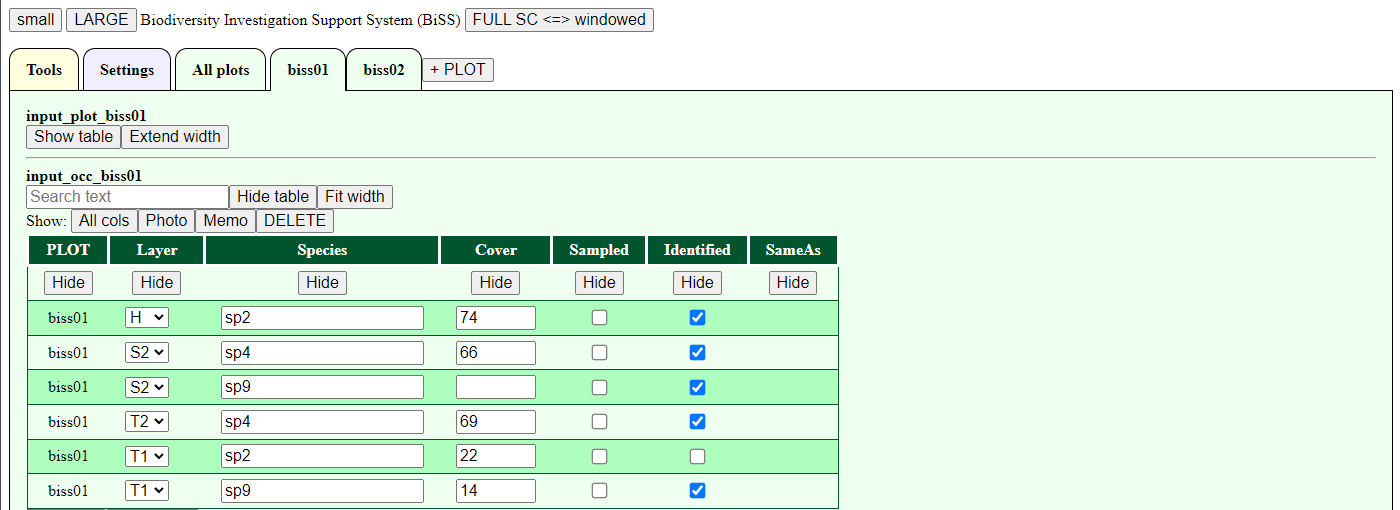 small LARGE Biodiversity Investigation Support System (BiSS) FULL SC <=> windowed
Tools Settings All plots biss01 biss02 + PLOT
input_plot_biss01
Show table Extend width
input_occ_biss01
Search text Hide table Fit width
Show: All cols Photo Memo DELETE
PLOT Layer Species Cover Sampled Identified SameAs
Hide Hide Hide Hide Hide Hide Hide
biss01 H sp2 74
biss01 S2 sp4 66
biss01 S2 sp9
biss01 T2 sp4 69
biss01 T1 sp2 22
biss01 T1 sp9 14